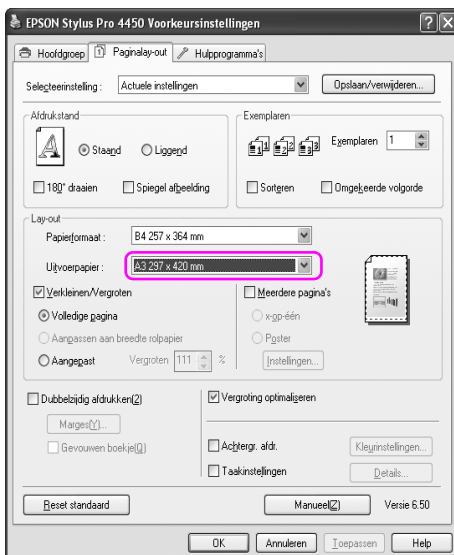 EPSON Stylus Pro 4450 Voorkeursinstellingen
Hoofdgroep Paginalay-out Hulpprogramma's
Selecteerinstelling : Actuele instellingen Opslaan/verwijderen...
Afdrukstand
Staand Liggend
180° draaien Spiegel afbeelding
Exemplaren
Exemplaren 1
Sorteren Omgekeerde volgorde
Lay-out
Papierformaat : B4 257 x 364 mm
Uitvoerpapier : A3 297 x 420 mm
Verkleinen/Vergroten
Volledige pagina
Aanpassen aan breedte rolpapier
Aangepast Vergroten 111 %
Meerdere pagina's
x-op-één
Poster
Instellingen...
Dubbelzijdig afdrukken(2)
Marges(Y)...
Gevouwen boekje(Q)
Vergroting optimaliseren
Achtergr. afdr. Kleurinstellingen...
Taakinstellingen Details...
Reset standaard Manueel(Z) Versie 6.50
OK Annuleren Toepassen Help